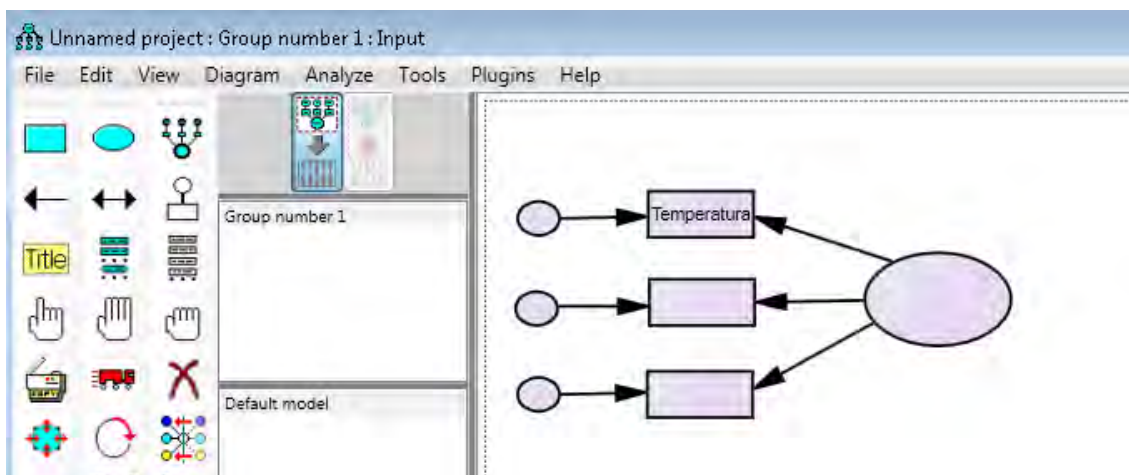 Unnamed project : Group number 1 : Input
File Edit View Diagram Analyze Tools Plugins Help
Group number 1
Temperatura
Title
Default model